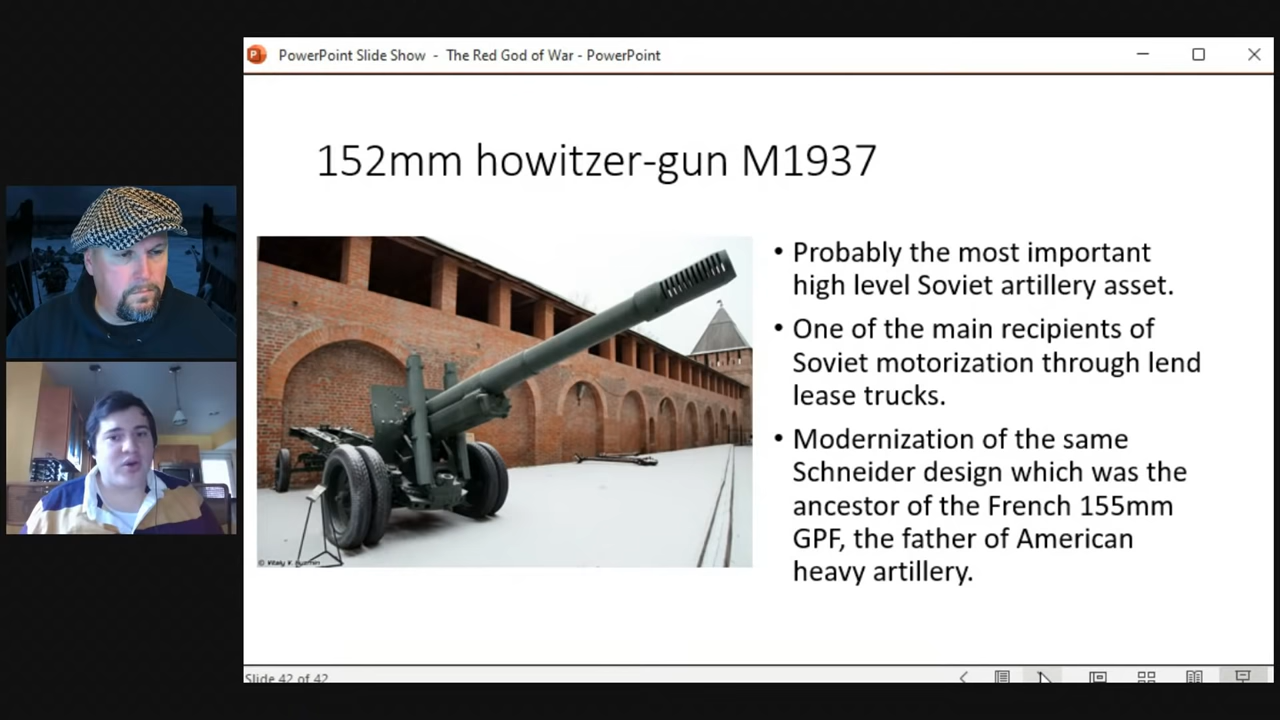 PowerPoint Slide Show - The Red God of War - PowerPoint
152mm howitzer-gun M1937
• Probably the most important
high level Soviet artillery asset.
• One of the main recipients of
Soviet motorization through lend
lease trucks.
• Modernization of the same
Schneider design which was the
ancestor of the French 155mm
GPF, the father of American
heavy artillery.
© Vitaly V. Kuzmin
Slide 42 of 42